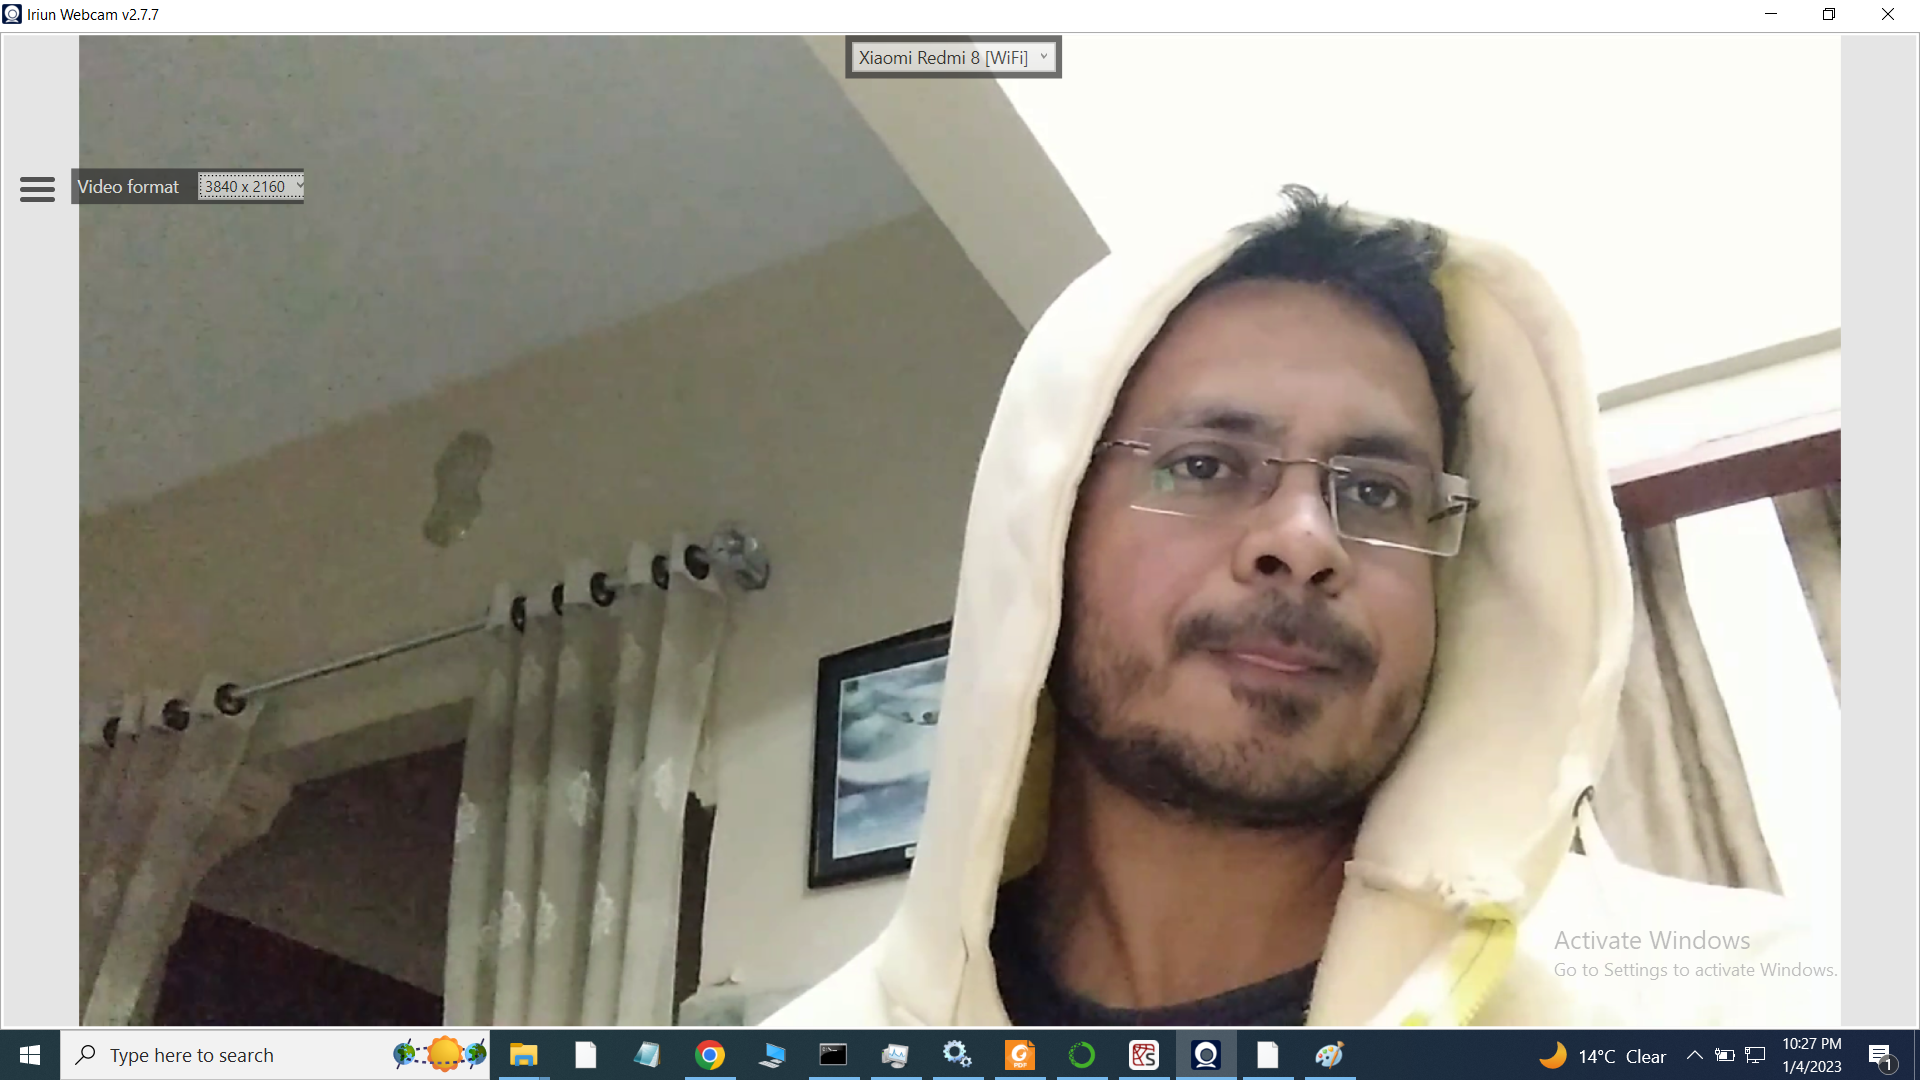 Iriun Webcam v2.7.7
Xiaomi Redmi 8 [WiFi]
Video format 3840 x 2160
Activate Windows
Go to Settings to activate Windows.
Type here to search
PDF
14°C Clear
10:27 PM
1/4/2023
1